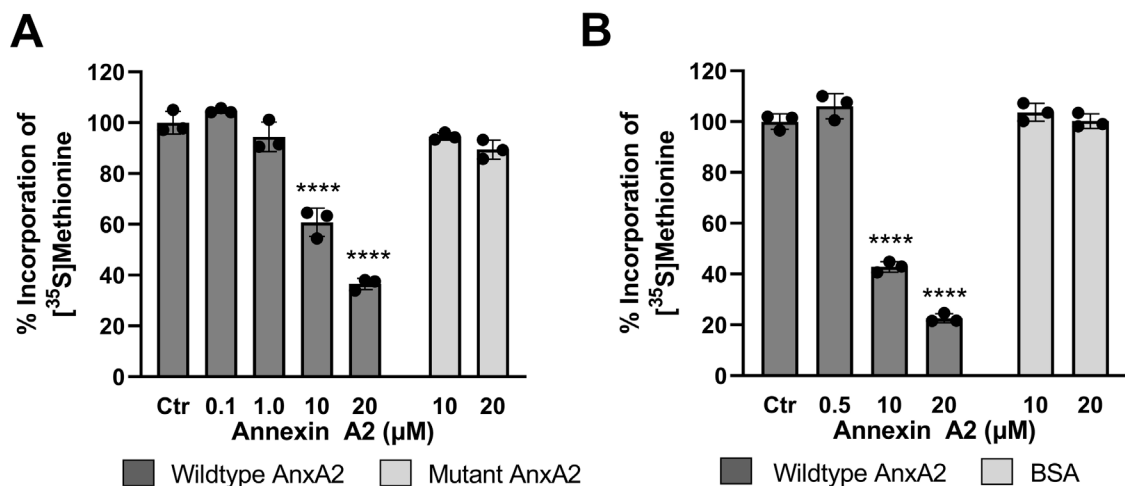 A
% Incorporation of
[³⁵S]Methionine
120
100
80
60
40
20
0
****
****
Ctr 0.1 1.0 10 20 10 20
Annexin A2 (µM)
Wildtype AnxA2 Mutant AnxA2
B
% Incorporation of
[³⁵S]Methionine
120
100
80
60
40
20
0
****
****
Ctr 0.5 10 20 10 20
Annexin A2 (µM)
Wildtype AnxA2 BSA